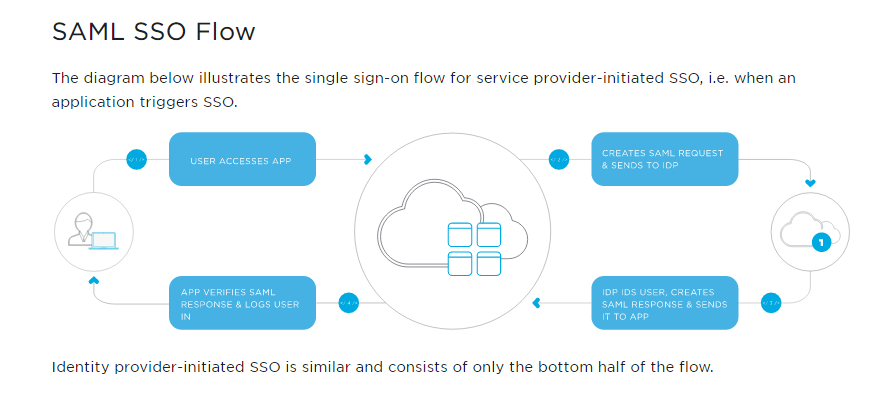 SAML SSO Flow
The diagram below illustrates the single sign-on flow for service provider-initiated SSO, i.e. when an
application triggers SSO.
USER ACCESSES APP
CREATES SAML REQUEST
& SENDS TO IDP
1
APP VERIFIES SAML
RESPONSE & LOGS USER
IN
IDP IDS USER, CREATES
SAML RESPONSE & SENDS
IT TO APP
Identity provider-initiated SSO is similar and consists of only the bottom half of the flow.